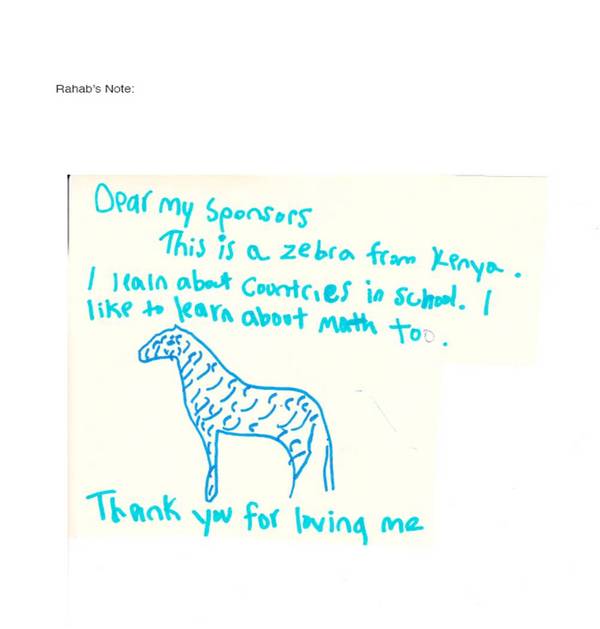 Rahab's Note:
Dear my Sponsors
This is a zebra from Kenya.
I learn about Countries in school. I
like to learn about math too.
Thank you for loving me